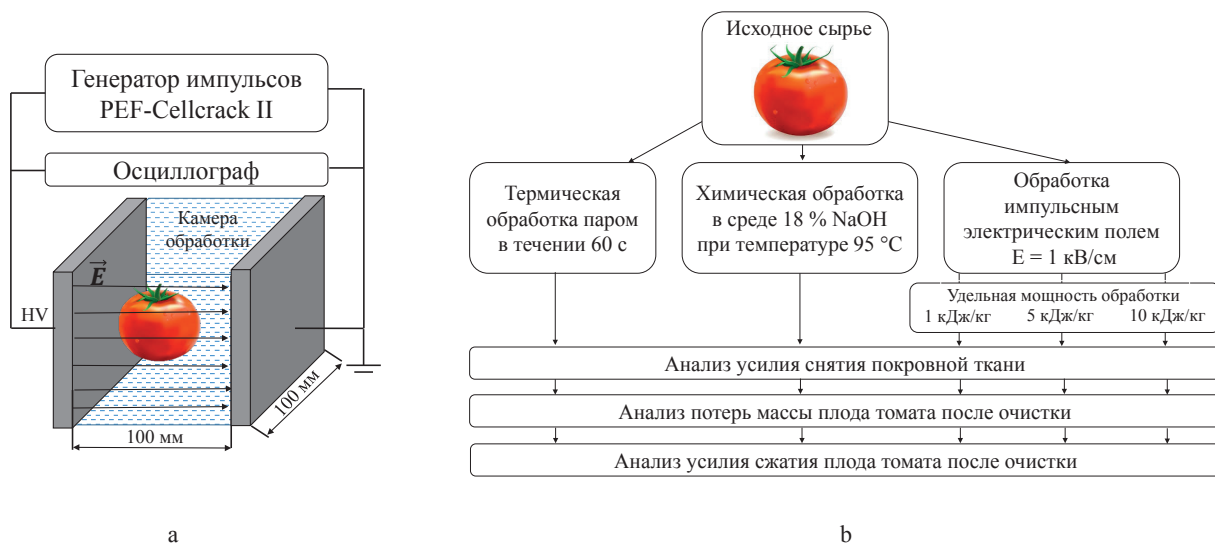 Генератор импульсов
PEF-Cellcrack II
Осциллограф
Камера
обработки
E
HV
100 мм
100 мм
a
Исходное сырье
Термическая
обработка паром
в течении 60 с
Химическая обработка
в среде 18 % NaOH
при температуре 95 °С
Обработка
импульсным
электрическим полем
E = 1 кВ/см
Удельная мощность обработки
1 кДж/кг 5 кДж/кг 10 кДж/кг
Анализ усилия снятия покровной ткани
Анализ потерь массы плода томата после очистки
Анализ усилия сжатия плода томата после очистки
b